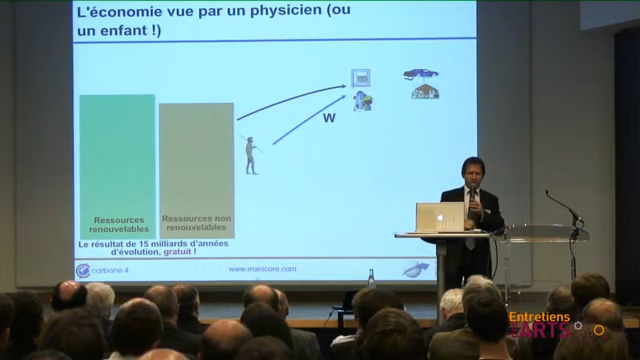 L'économie vue par un physicien (ou
un enfant !)
W
Ressources
renouvelables
Ressources non
renouvelables
Le résultat de 15 milliards d'années
d'évolution, gratuit !
carbone 4
www.manicore.com
Entretiens
des ARTS